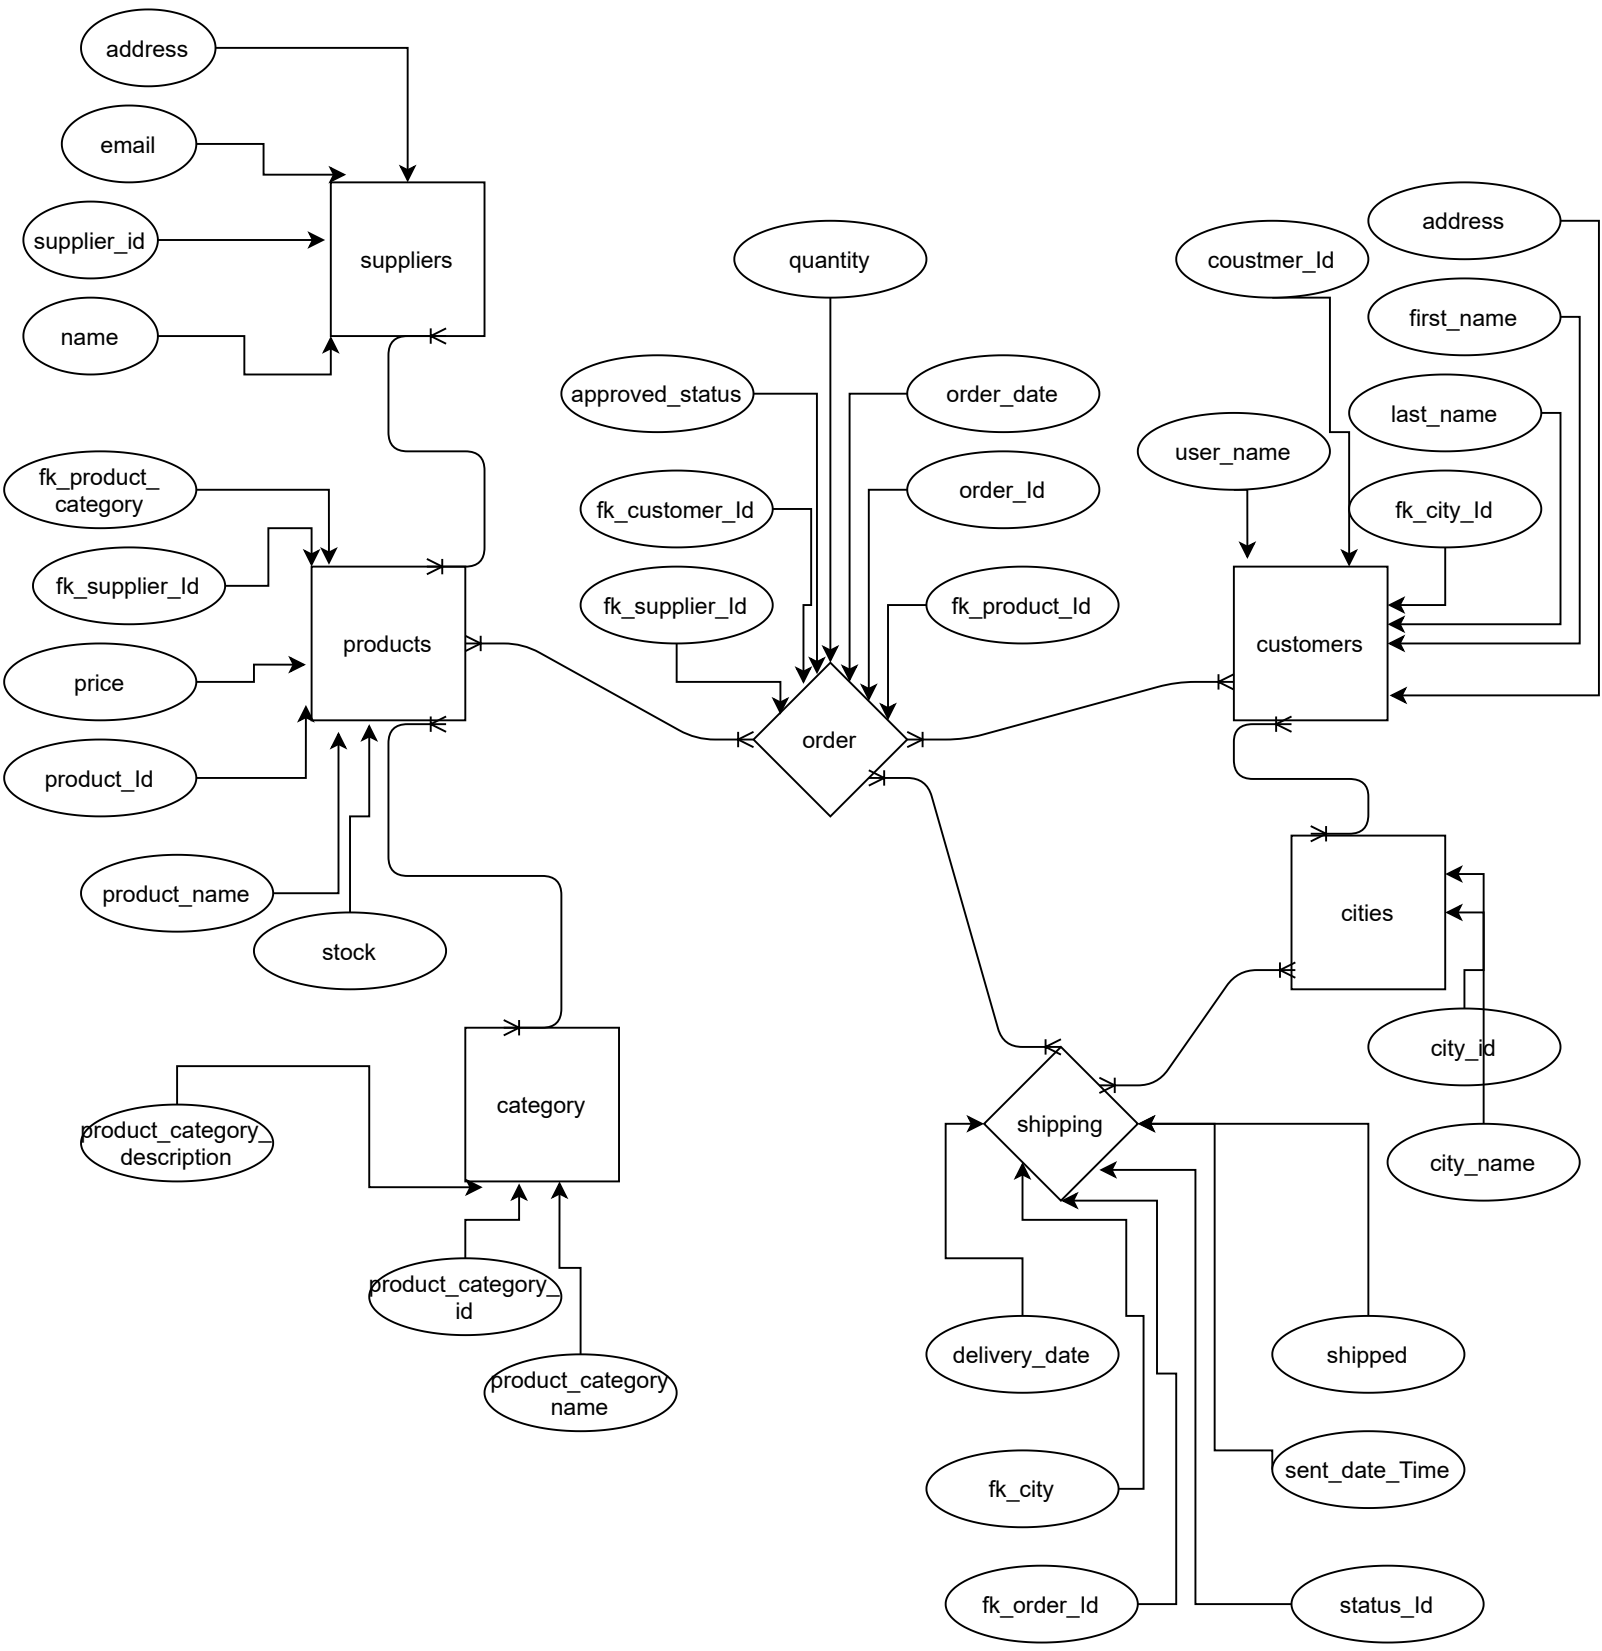 address
email
supplier_id
name
suppliers
fk_product_
category
fk_supplier_Id
price
product_Id
product_name
stock
products
product_category_
description
product_category_
id
product_category
name
category
quantity
approved_status
order_date
fk_customer_Id
order_Id
fk_supplier_Id
fk_product_Id
order
coustmer_Id
address
first_name
last_name
user_name
fk_city_Id
customers
cities
city_id
city_name
shipping
delivery_date
shipped
fk_city
sent_date_Time
fk_order_Id
status_Id